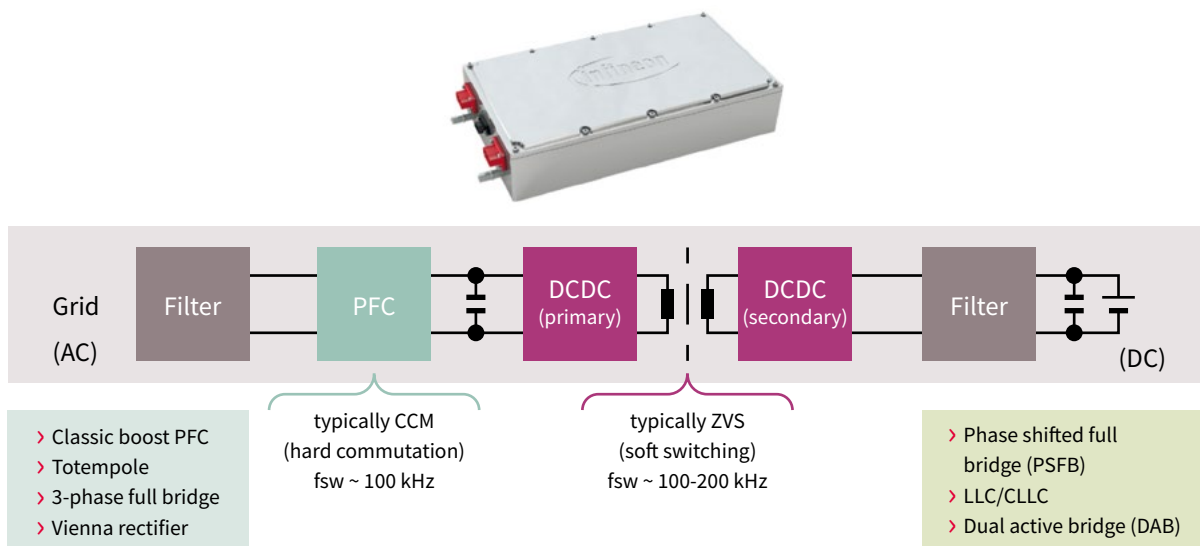 infineon
Grid
(AC)
Filter
PFC
DCDC
(primary)
DCDC
(secondary)
Filter
(DC)
typically CCM
(hard commutation)
fsw ~ 100 kHz
typically ZVS
(soft switching)
fsw ~ 100-200 kHz
› Classic boost PFC
› Totempole
› 3-phase full bridge
› Vienna rectifier
› Phase shifted full
bridge (PSFB)
› LLC/CLLC
› Dual active bridge (DAB)